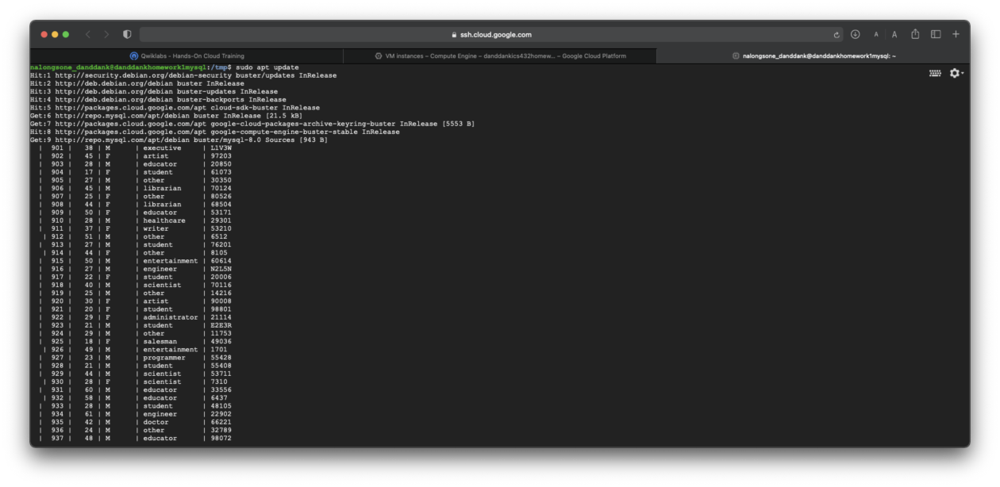 ssh.cloud.google.com
A A
Qwiklabs - Hands-On Cloud Training
VM instances – Compute Engine – danddankics432homew... – Google Cloud Platform
nalongsone_danddank@danddankhomework1mysql: ~
nalongsone_danddank@danddankhomework1mysql:/tmp$ sudo apt update
Hit:1 http://security.debian.org/debian-security buster/updates InRelease
Hit:2 http://deb.debian.org/debian buster InRelease
Hit:3 http://deb.debian.org/debian buster-updates InRelease
Hit:4 http://deb.debian.org/debian buster-backports InRelease
Hit:5 http://packages.cloud.google.com/apt cloud-sdk-buster InRelease
Get:6 http://repo.mysql.com/apt/debian buster InRelease [21.5 kB]
Get:7 http://packages.cloud.google.com/apt google-cloud-packages-archive-keyring-buster InRelease [5553 B]
Hit:8 http://packages.cloud.google.com/apt google-compute-engine-buster-stable InRelease
Get:9 http://repo.mysql.com/apt/debian buster/mysql-8.0 Sources [943 B]
| 901 | 38 | M | executive | L1V3W
| 902 | 45 | F | artist | 97203
| 903 | 28 | M | educator | 20850
| 904 | 17 | F | student | 61073
| 905 | 27 | M | other | 30350
| 906 | 45 | M | librarian | 70124
| 907 | 25 | F | other | 80526
| 908 | 44 | F | librarian | 68504
| 909 | 50 | F | educator | 53171
| 910 | 28 | M | healthcare | 29301
| 911 | 37 | F | writer | 53210
| 912 | 51 | M | other | 6512
| 913 | 27 | M | student | 76201
| 914 | 44 | F | other | 8105
| 915 | 50 | M | entertainment | 60614
| 916 | 27 | M | engineer | N2L5N
| 917 | 22 | F | student | 20006
| 918 | 40 | M | scientist | 70116
| 919 | 25 | M | other | 14216
| 920 | 30 | F | artist | 90008
| 921 | 20 | F | student | 98801
| 922 | 29 | F | administrator | 21114
| 923 | 21 | M | student | E2E3R
| 924 | 29 | M | other | 11753
| 925 | 18 | F | salesman | 49036
| 926 | 49 | M | entertainment | 1701
| 927 | 23 | M | programmer | 55428
| 928 | 21 | M | student | 55408
| 929 | 44 | M | scientist | 53711
| 930 | 28 | F | scientist | 7310
| 931 | 60 | M | educator | 33556
| 932 | 58 | M | educator | 6437
| 933 | 28 | M | student | 48105
| 934 | 61 | M | engineer | 22902
| 935 | 42 | M | doctor | 66221
| 936 | 24 | M | other | 32789
| 937 | 48 | M | educator | 98072